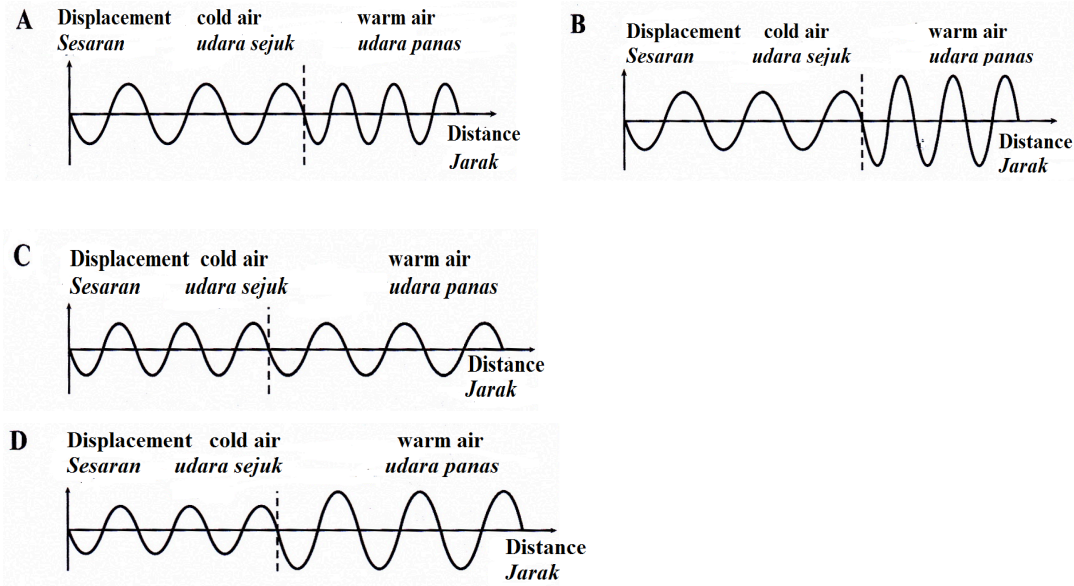 A
Displacement cold air warm air
Sesaran udara sejuk udara panas
Distance
Jarak
B
Displacement cold air warm air
Sesaran udara sejuk udara panas
Distance
Jarak
C
Displacement cold air warm air
Sesaran udara sejuk udara panas
Distance
Jarak
D
Displacement cold air warm air
Sesaran udara sejuk udara panas
Distance
Jarak